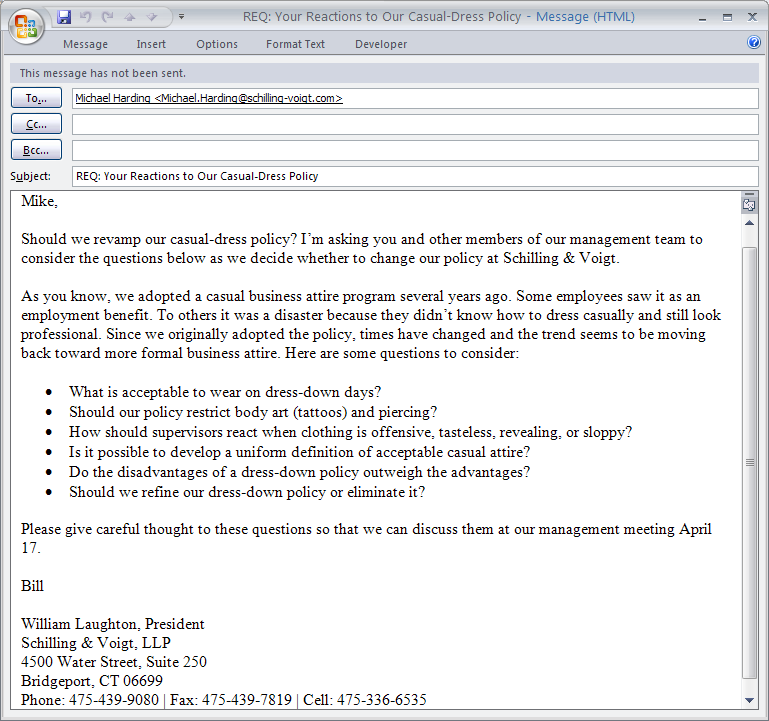 REQ: Your Reactions to Our Casual-Dress Policy - Message (HTML)
Message Insert Options Format Text Developer
This message has not been sent.
To... Michael Harding <Michael.Harding@schilling-voigt.com>
Cc...
Bcc...
Subject: REQ: Your Reactions to Our Casual-Dress Policy
Mike,
Should we revamp our casual-dress policy? I'm asking you and other members of our management team to
consider the questions below as we decide whether to change our policy at Schilling & Voigt.
As you know, we adopted a casual business attire program several years ago. Some employees saw it as an
employment benefit. To others it was a disaster because they didn't know how to dress casually and still look
professional. Since we originally adopted the policy, times have changed and the trend seems to be moving
back toward more formal business attire. Here are some questions to consider:
• What is acceptable to wear on dress-down days?
• Should our policy restrict body art (tattoos) and piercing?
• How should supervisors react when clothing is offensive, tasteless, revealing, or sloppy?
• Is it possible to develop a uniform definition of acceptable casual attire?
• Do the disadvantages of a dress-down policy outweigh the advantages?
• Should we refine our dress-down policy or eliminate it?
Please give careful thought to these questions so that we can discuss them at our management meeting April
17.
Bill
William Laughton, President
Schilling & Voigt, LLP
4500 Water Street, Suite 250
Bridgeport, CT 06699
Phone: 475-439-9080 | Fax: 475-439-7819 | Cell: 475-336-6535